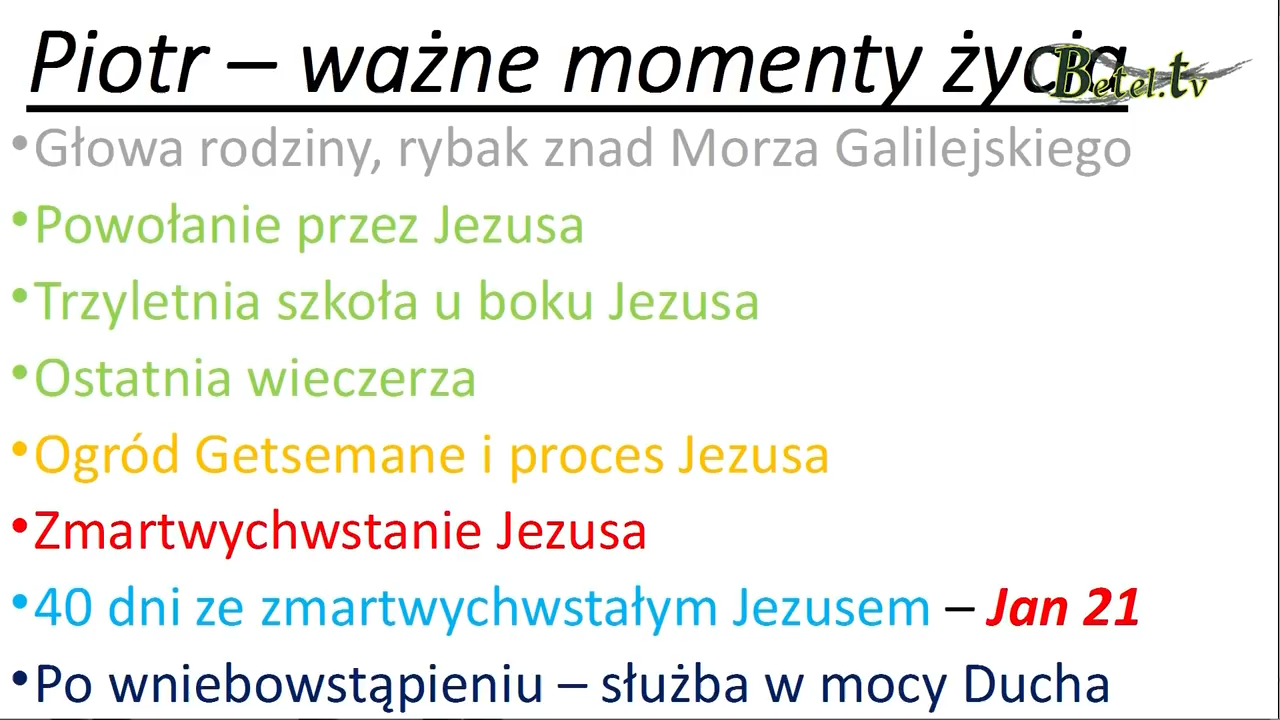 Piotr – ważne momenty życia
Betel.tv
•Głowa rodziny, rybak znad Morza Galilejskiego
•Powołanie przez Jezusa
•Trzyletnia szkoła u boku Jezusa
•Ostatnia wieczerza
•Ogród Getsemane i proces Jezusa
•Zmartwychwstanie Jezusa
•40 dni ze zmartwychwstałym Jezusem – Jan 21
•Po wniebowstąpieniu – służba w mocy Ducha